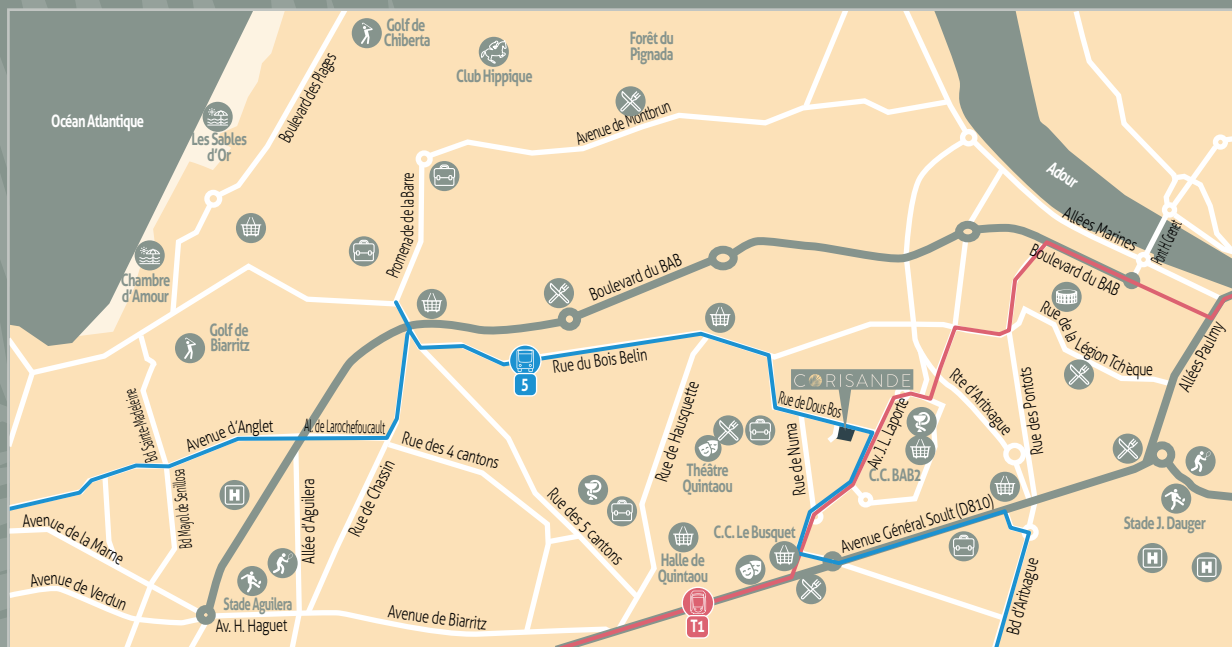 Golf de
Chiberta
Club Hippique
Forêt du
Pignada
Océan Atlantique
Boulevard des Plages
Les Sables
d'Or
Avenue de Montbrun
Adour
Promenade de la Barre
Allées Marines
Pont H. Grenet
Chambre
d'Amour
Boulevard du BAB
Boulevard du BAB
Golf de
Biarritz
Rue du Bois Belin
5
Rue de la Légion Tchèque
Allées Paulmy
CORISANDE
Rue de Dous Bos
Av. J. L. Laporte
Rte d'Aritxague
Rue des Pontots
Bd Sainte-Madeleine
Avenue d'Anglet
Al. de Larochefoucault
Rue des 4 cantons
Rue de Hausquette
Théâtre
Quintaou
Rue de Numa
C.C. BAB2
H
Bd Mayol de Senillosa
Allée d'Aguilera
Rue de Chassin
Rue des 5 cantons
Avenue de la Marne
C.C. Le Busquet
Avenue Général Soult (D810)
Stade J. Dauger
H
H
Halle de
Quintaou
Avenue de Verdun
Stade Aguilera
Av. H. Haguet
Avenue de Biarritz
T1
Bd d'Aritxague